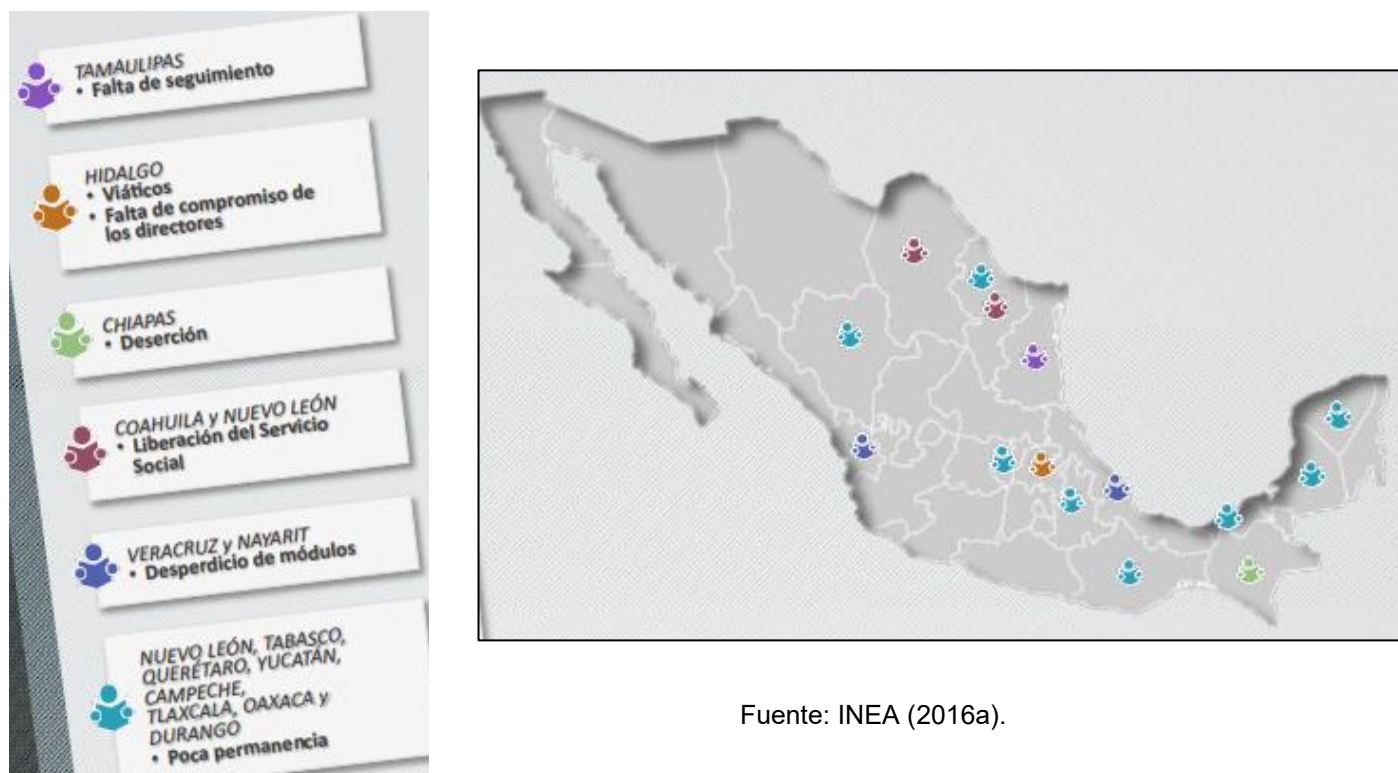 TAMAULIPAS
• Falta de seguimiento
HIDALGO
• Viáticos
• Falta de compromiso de
los directores
CHIAPAS
• Deserción
COAHUILA y NUEVO LEÓN
• Liberación del Servicio
Social
VERACRUZ y NAYARIT
• Desperdicio de módulos
NUEVO LEÓN, TABASCO,
QUERÉTARO, YUCATÁN,
CAMPECHE,
TLAXCALA, OAXACA y
DURANGO
• Poca permanencia
Fuente: INEA (2016a).